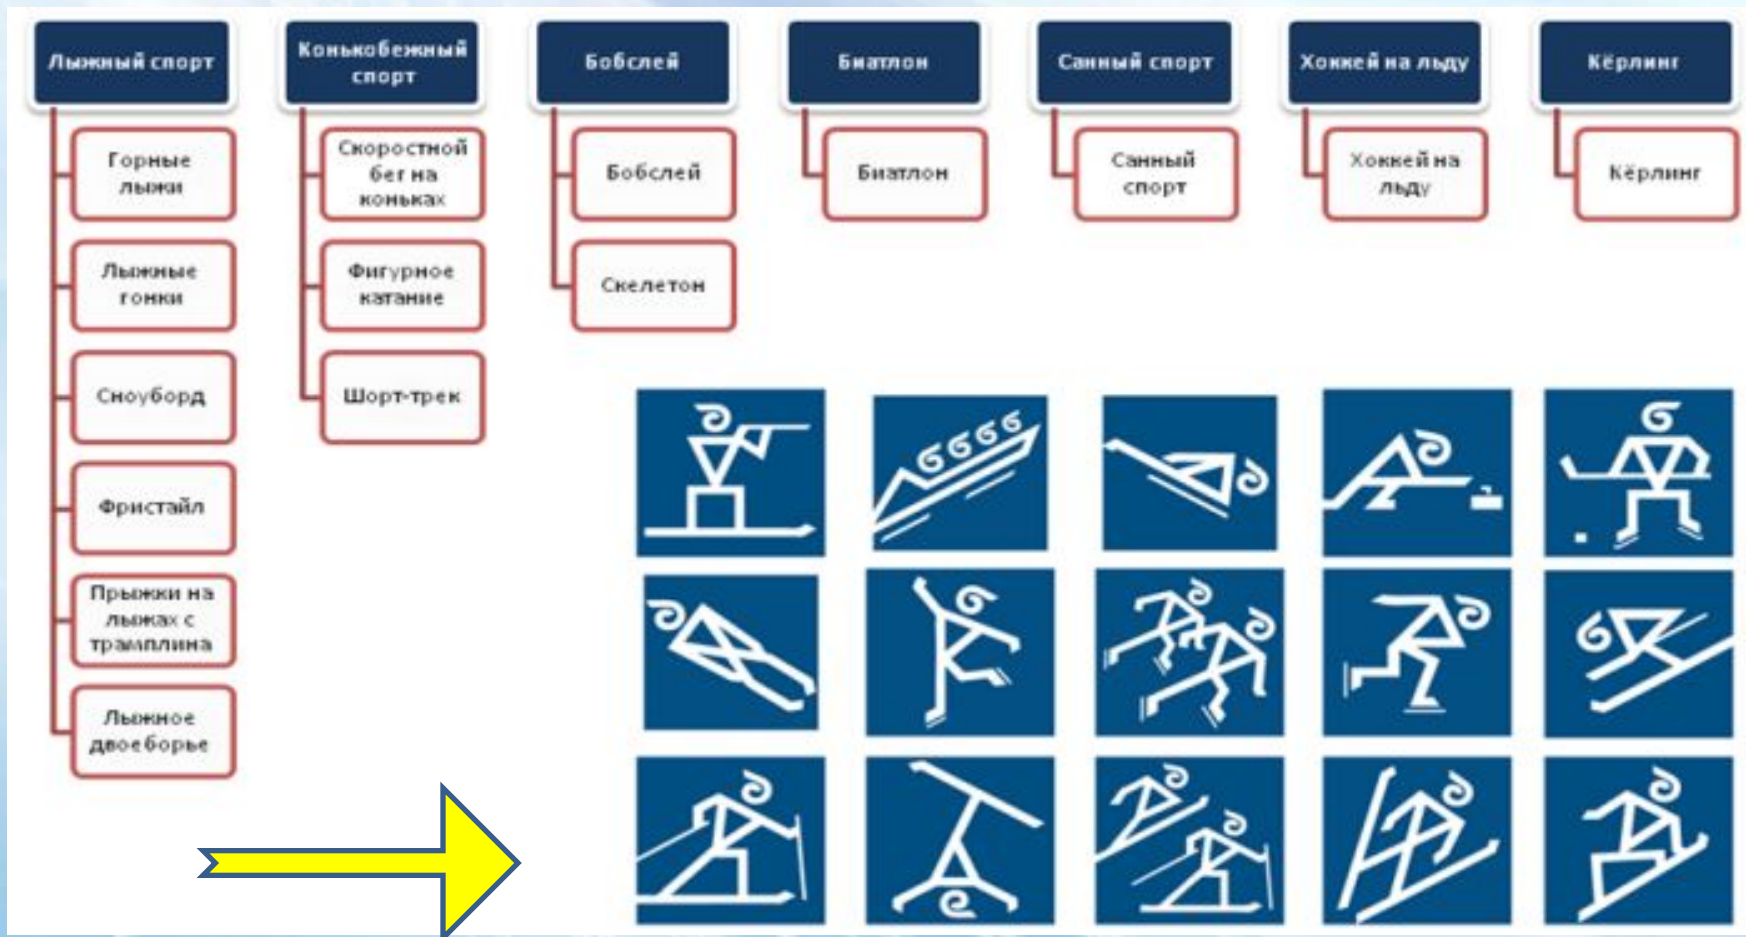 Лыжный спорт
Конькобежный
спорт
Бобслей
Биатлон
Санный спорт
Хоккей на льду
Кёрлинг
Горные
лыжи
Лыжные
гонки
Сноуборд
Фристайл
Прыжки на
лыжах с
трамплина
Лыжное
двоеборье
Скоростной
бег на
коньках
Фигурное
катание
Шорт-трек
Бобслей
Скелетон
Биатлон
Санный
спорт
Хоккей на
льду
Кёрлинг